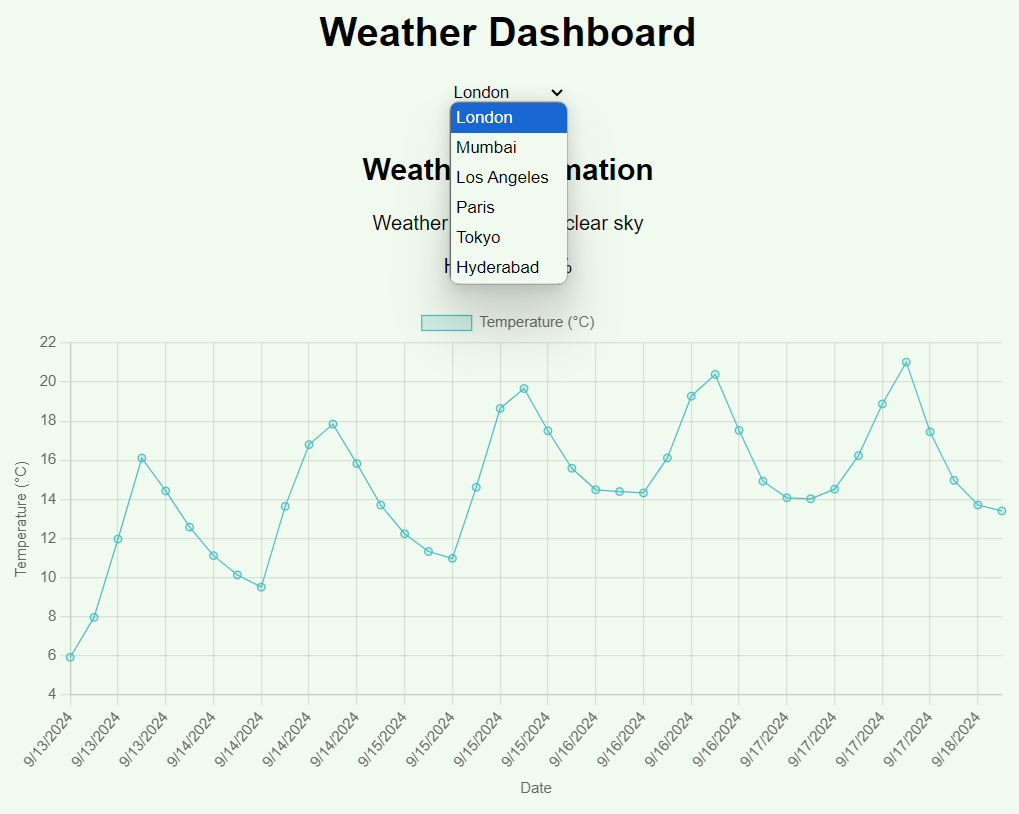 Weather Dashboard
London
London
Mumbai
Los Angeles
Paris
Tokyo
Hyderabad
Weather clear sky
Temperature (°C)
22
20
18
16
14
12
10
8
6
4
Temperature (°C)
9/13/2024
9/13/2024
9/13/2024
9/14/2024
9/14/2024
9/14/2024
9/14/2024
9/15/2024
9/15/2024
9/15/2024
9/15/2024
9/16/2024
9/16/2024
9/16/2024
9/16/2024
9/17/2024
9/17/2024
9/17/2024
9/17/2024
9/18/2024
Date